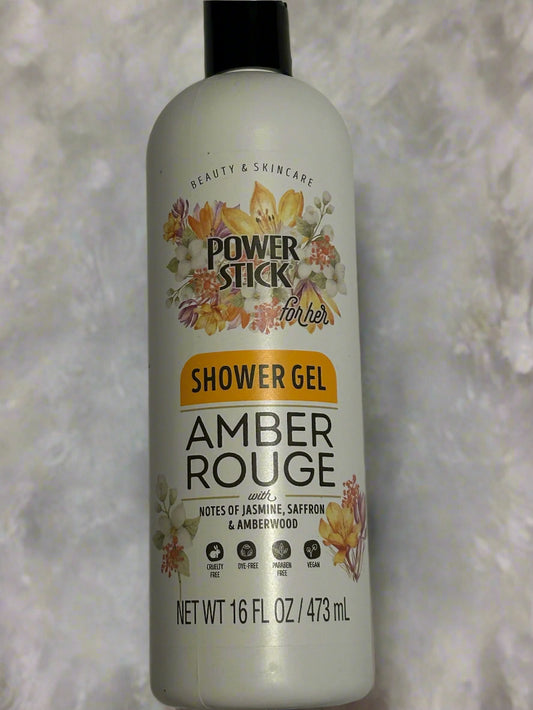 BEAUTY & SKINCARE
POWER
STICK
for her
SHOWER GEL
AMBER
ROUGE
with
NOTES OF JASMINE, SAFFRON
& AMBERWOOD
CRUELTY FREE
DYE-FREE
PARABEN FREE
VEGAN
NET WT 16 FL OZ / 473 mL